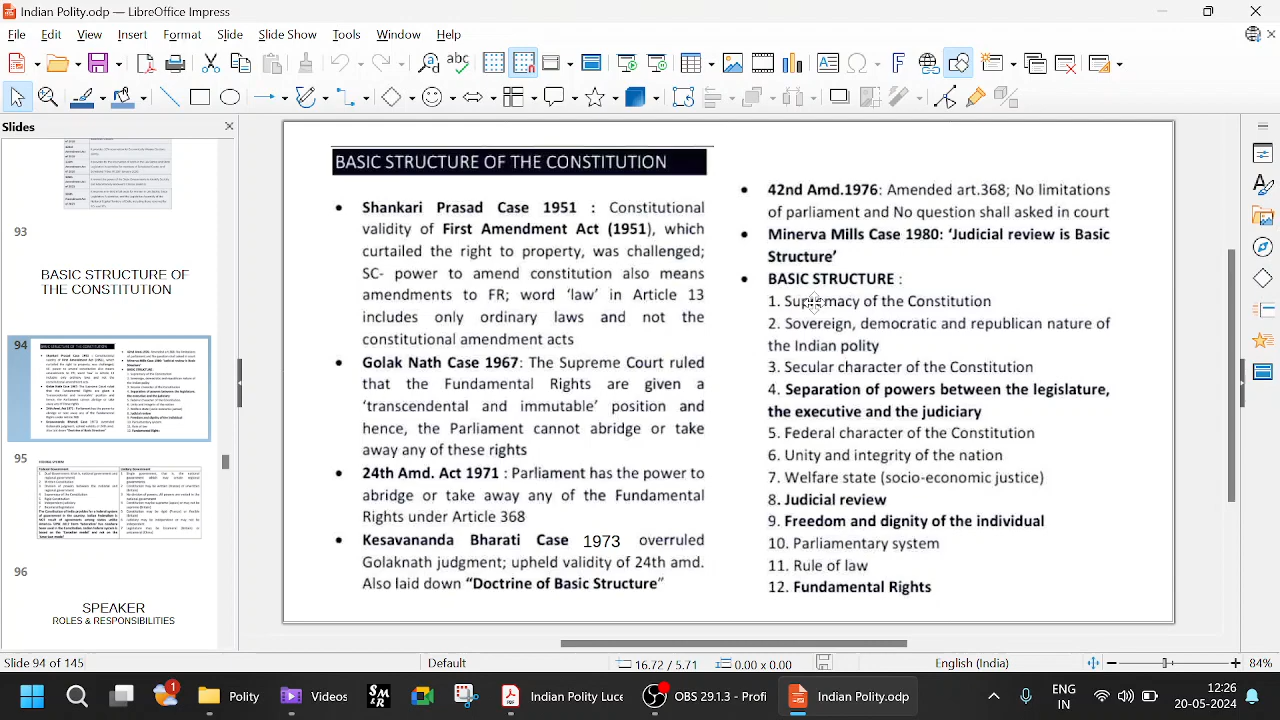 Indian Polity.odp — LibreOffice Impress
File Edit View Insert Format Slide Slide Show Tools Window Help
Slides
93
BASIC STRUCTURE OF
THE CONSTITUTION
94
95
96
SPEAKER
ROLES & RESPONSIBILITIES
BASIC STRUCTURE OF THE CONSTITUTION
• Shankari Prasad Case 1951 : Constitutional
validity of First Amendment Act (1951), which
curtailed the right to property, was challenged;
SC- power to amend constitution also means
amendments to FR; word ‘law’ in Article 13
includes only ordinary laws and not the
constitutional amendment acts
• Golak Nath Case 1967: The Supreme Court ruled
that the Fundamental Rights are given a
‘transcendental and immutable’ position and
hence, the Parliament cannot abridge or take
away any of these rights
• 24th Amd. Act 1971 : Parliament has the power to
abridge or take away any of the Fundamental
Rights under Article 368
• Kesavananda Bharati Case 1973 overruled
Golaknath judgment; upheld validity of 24th amd.
Also laid down “Doctrine of Basic Structure”
• 42nd Amd.1976: Amended art.368; No limitations
of parliament and No question shall asked in court
• Minerva Mills Case 1980: ‘Judicial review is Basic
Structure’
• BASIC STRUCTURE :
1. Supremacy of the Constitution
2. Sovereign, democratic and republican nature of
the Indian polity
3. Secular character of the Constitution
4. Separation of powers between the legislature,
the executive and the judiciary
5. Federal character of the Constitution
6. Unity and integrity of the nation
7. Welfare state (socio-economic justice)
8. Judicial review
9. Freedom and dignity of the individual
10. Parliamentary system
11. Rule of law
12. Fundamental Rights
Slide 94 of 145 Default 16.72 / 5.71 0.00 x 0.00 English (India) 84%
1 Polity Videos Indian Polity Luce OBS 29.1.3 - Profi Indian Polity.odp ENG
IN